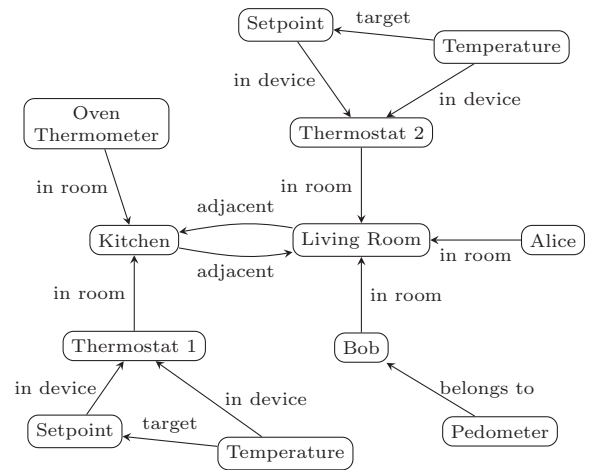 Setpoint
target
Temperature
in device
in device
Oven
Thermometer
Thermostat 2
in room
in room
adjacent
Kitchen
Living Room
Alice
in room
adjacent
in room
in room
Thermostat 1
Bob
in device
in device
belongs to
Setpoint
target
Temperature
Pedometer